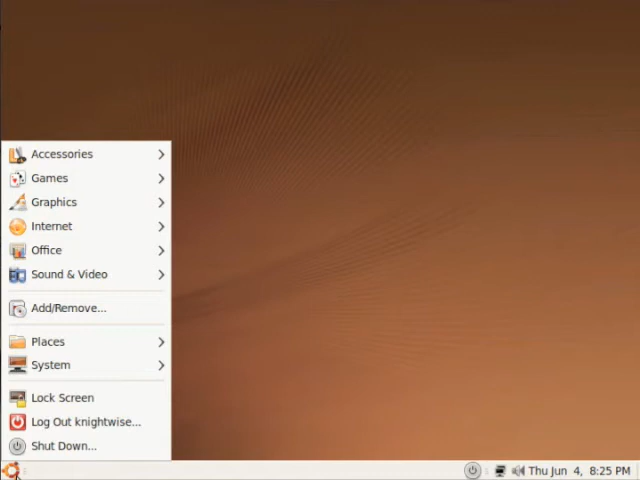 Accessories
Games
Graphics
Internet
Office
Sound & Video
Add/Remove...
Places
System
Lock Screen
Log Out knightwise...
Shut Down...
Thu Jun 4, 8:25 PM